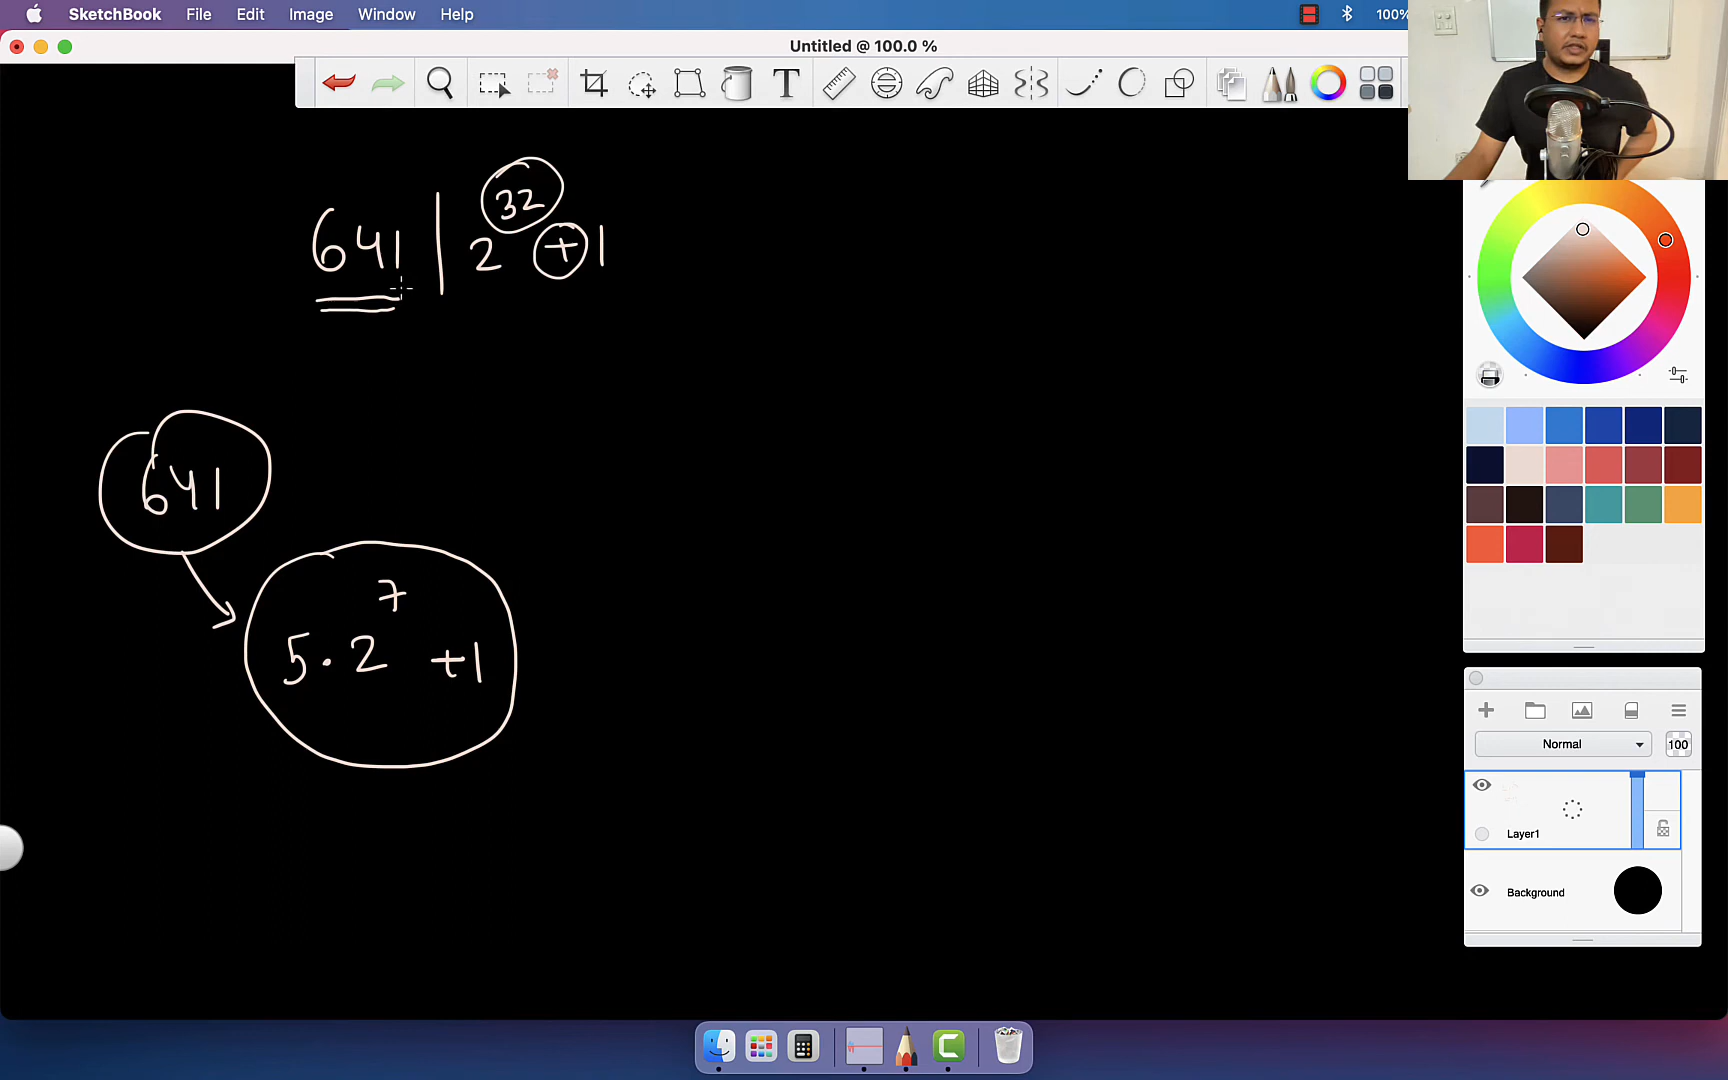 SketchBook File Edit Image Window Help 100%
Untitled @ 100.0 %
T
641 | 2^32 + 1
641
5 · 2^7 + 1
Normal 100
Layer1
Background